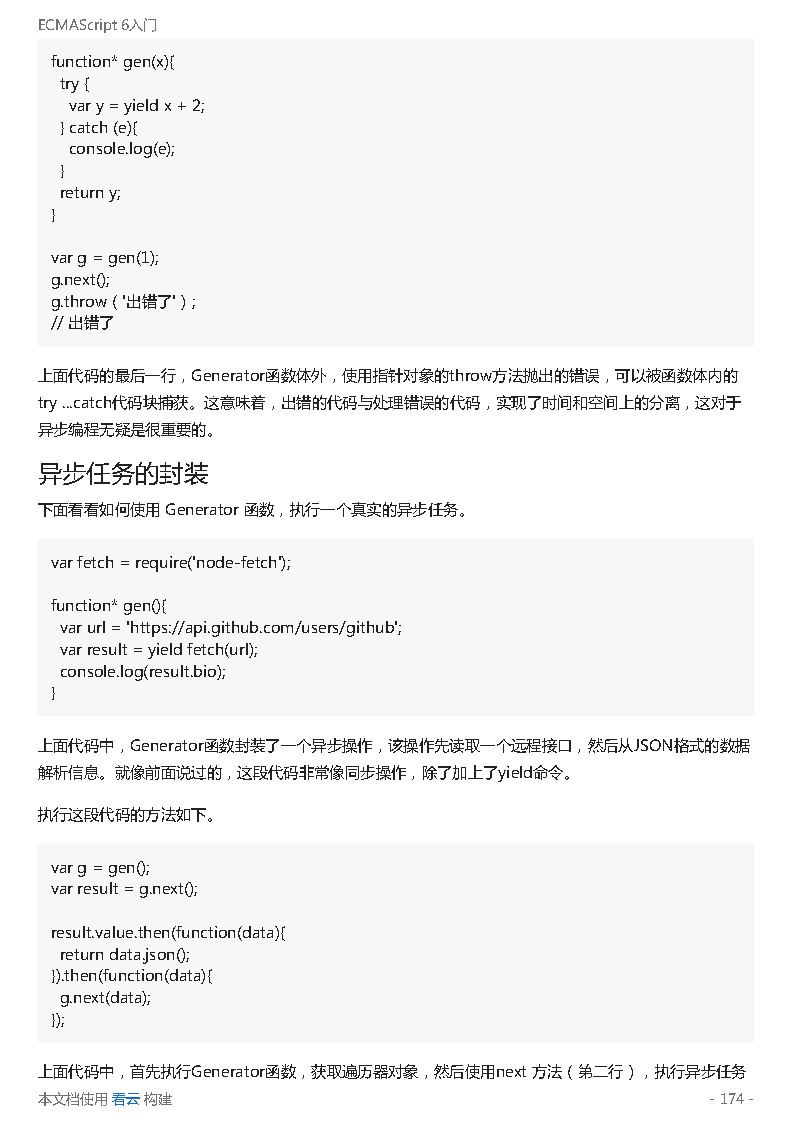 ECMAScript 6入门
function* gen(x){
  try {
    var y = yield x + 2;
  } catch (e){
    console.log(e);
  }
  return y;
}

var g = gen(1);
g.next();
g.throw（'出错了'）;
// 出错了
上面代码的最后一行，Generator函数体外，使用指针对象的throw方法抛出的错误，可以被函数体内的
try ...catch代码块捕获。这意味着，出错的代码与处理错误的代码，实现了时间和空间上的分离，这对于
异步编程无疑是很重要的。
异步任务的封装
下面看看如何使用 Generator 函数，执行一个真实的异步任务。
var fetch = require('node-fetch');

function* gen(){
  var url = 'https://api.github.com/users/github';
  var result = yield fetch(url);
  console.log(result.bio);
}
上面代码中，Generator函数封装了一个异步操作，该操作先读取一个远程接口，然后从JSON格式的数据
解析信息。就像前面说过的，这段代码非常像同步操作，除了加上了yield命令。
执行这段代码的方法如下。
var g = gen();
var result = g.next();

result.value.then(function(data){
  return data.json();
}).then(function(data){
  g.next(data);
});
上面代码中，首先执行Generator函数，获取遍历器对象，然后使用next 方法（第二行），执行异步任务
本文档使用 看云 构建
- 174 -